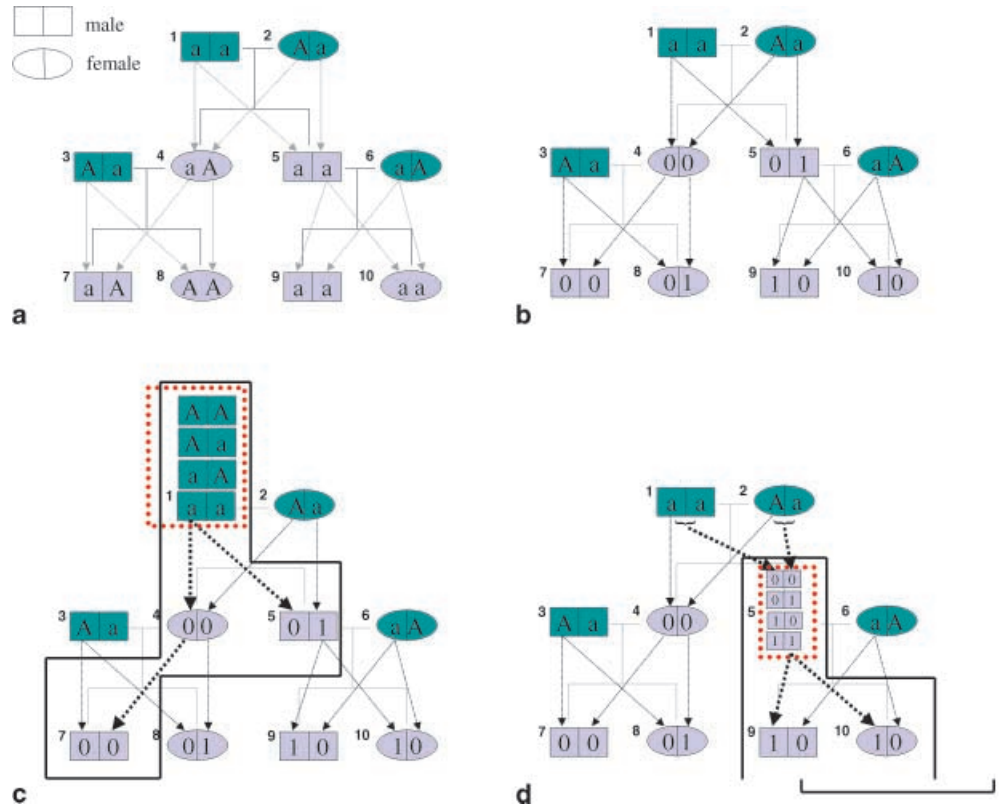 male
female
1 a a 2 A a
3 A a 4 a A 5 a a 6 a A
7 a A 8 A A 9 a a 10 a a
a
1 a a 2 A a
3 A a 4 0 0 5 0 1 6 a A
7 0 0 8 0 1 9 1 0 10 1 0
b
A A
A a
a A
1 a a 2 A a
3 A a 4 0 0 5 0 1 6 a A
7 0 0 8 0 1 9 1 0 10 1 0
c
1 a a 2 A a
0 0
0 1
3 A a 4 0 0 5 1 0 6 a A
1 1
7 0 0 8 0 1 9 1 0 10 1 0
d